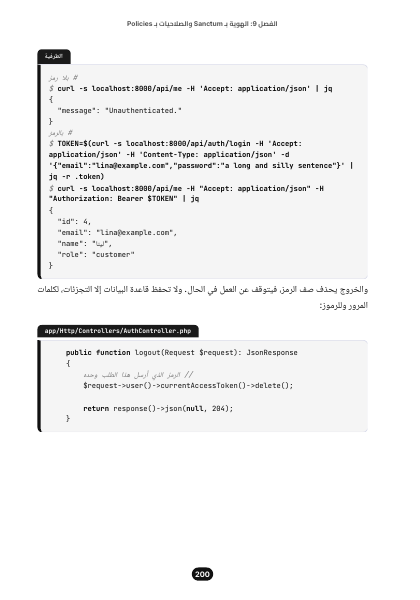 الفصل 9: الهوية بـ Sanctum والصلاحيات بـ Policies
الطرفية
# بلا رمز
$ curl -s localhost:8000/api/me -H 'Accept: application/json' | jq
{
  "message": "Unauthenticated."
}
# بالرمز
$ TOKEN=$(curl -s localhost:8000/api/auth/login -H 'Accept:
application/json' -H 'Content-Type: application/json' -d
'{"email":"lina@example.com","password":"a long and silly sentence"}' |
jq -r .token)
$ curl -s localhost:8000/api/me -H "Accept: application/json" -H
"Authorization: Bearer $TOKEN" | jq
{
  "id": 4,
  "email": "lina@example.com",
  "name": "لينا",
  "role": "customer"
}
والخروج يحذف صف الرمز، فيتوقف عن العمل في الحال. ولا تحفظ قاعدة البيانات إلا التجزئات، لكلمات
المرور وللرموز:
app/Http/Controllers/AuthController.php
    public function logout(Request $request): JsonResponse
    {
        // الرمز الذي أرسل هذا الطلب وحده
        $request->user()->currentAccessToken()->delete();
        return response()->json(null, 204);
    }
200